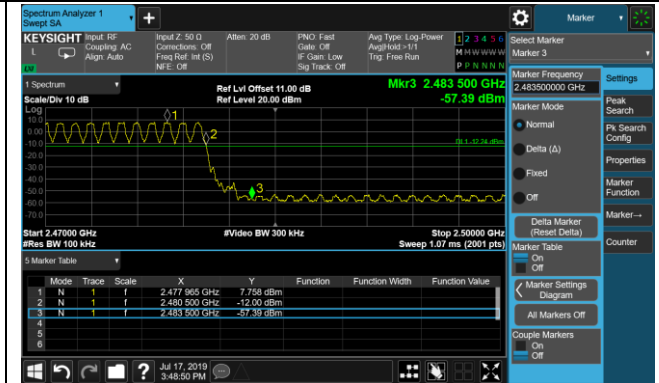 Spectrum Analyzer 1
Swept SA
Marker
KEYSIGHT
L
Input: RF
Coupling: AC
Align: Auto
Input Z: 50 Ω
Corrections: Off
Freq Ref: Int (S)
NFE: Off
Atten: 20 dB
PNO: Fast
Gate: Off
IF Gain: Low
Sig Track: Off
Avg Type: Log-Power
Avg|Hold:>1/1
Trig: Free Run
1 2 3 4 5 6
M W W W W W
P P N N N N
Select Marker
Marker 3
1 Spectrum
Scale/Div 10 dB
Log
Ref Lvl Offset 11.00 dB
Ref Level 20.00 dBm
Mkr3 2.483 500 GHz
-57.39 dBm
10.0
0.00
-10.0
-20.0
-30.0
-40.0
-50.0
-60.0
-70.0
1
2
3
DL1 -12.24 dBm
Start 2.47000 GHz
#Res BW 100 kHz
#Video BW 300 kHz
Stop 2.50000 GHz
Sweep 1.07 ms (2001 pts)
5 Marker Table
Mode Trace Scale X Y Function Function Width Function Value
1 N 1 f 2.477 965 GHz 7.758 dBm
2 N 1 f 2.480 500 GHz -12.00 dBm
3 N 1 f 2.483 500 GHz -57.39 dBm
4
5
6
Marker Frequency
2.483500000 GHz
Marker Mode
Normal
Delta (Δ)
Fixed
Off
Delta Marker
(Reset Delta)
Marker Table
On
Off
Marker Settings
Diagram
All Markers Off
Couple Markers
On
Off
Settings
Peak
Search
Pk Search
Config
Properties
Marker
Function
Marker→
Counter
?
Jul 17, 2019
3:48:50 PM